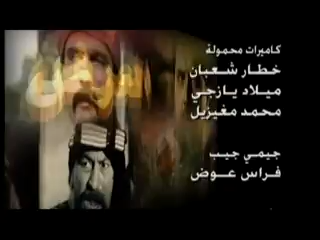 كاميرات محمولة
خطار شعبان
ميلاد يازجي
محمد مغيزيل
جيمي جيب
فراس عوض